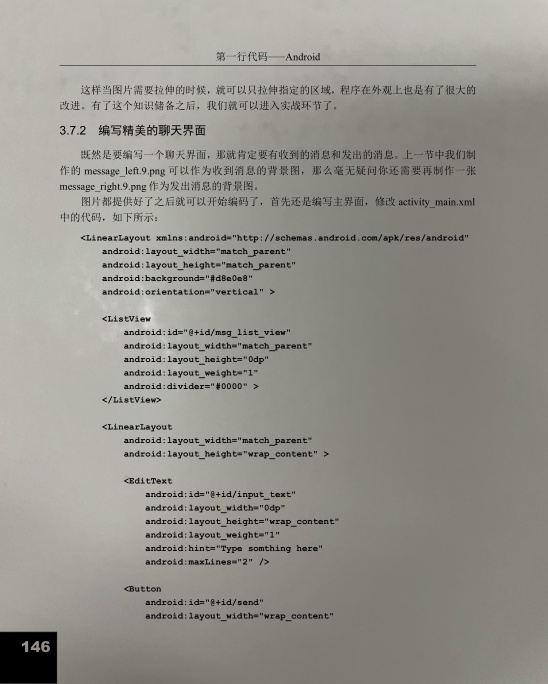 第一行代码——Android
这样当图片需要拉伸的时候，就可以只拉伸指定的区域，程序在外观上也是有了很大的
改进。有了这个知识储备之后，我们就可以进入实战环节了。
3.7.2 编写精美的聊天界面
既然是要编写一个聊天界面，那就肯定要有收到的消息和发出的消息。上一节中我们制
作的 message_left.9.png 可以作为收到消息的背景图，那么毫无疑问你还需要再制作一张
message_right.9.png 作为发出消息的背景图。
图片都提供好了之后就可以开始编码了，首先还是编写主界面，修改 activity_main.xml
中的代码，如下所示：
<LinearLayout xmlns:android="http://schemas.android.com/apk/res/android"
android:layout_width="match_parent"
android:layout_height="match_parent"
android:background="#d8e0e8"
android:orientation="vertical" >
<ListView
android:id="@+id/msg_list_view"
android:layout_width="match_parent"
android:layout_height="0dp"
android:layout_weight="1"
android:divider="#0000" >
</ListView>
<LinearLayout
android:layout_width="match_parent"
android:layout_height="wrap_content" >
<EditText
android:id="@+id/input_text"
android:layout_width="0dp"
android:layout_height="wrap_content"
android:layout_weight="1"
android:hint="Type somthing here"
android:maxLines="2" />
<Button
android:id="@+id/send"
android:layout_width="wrap_content"
146